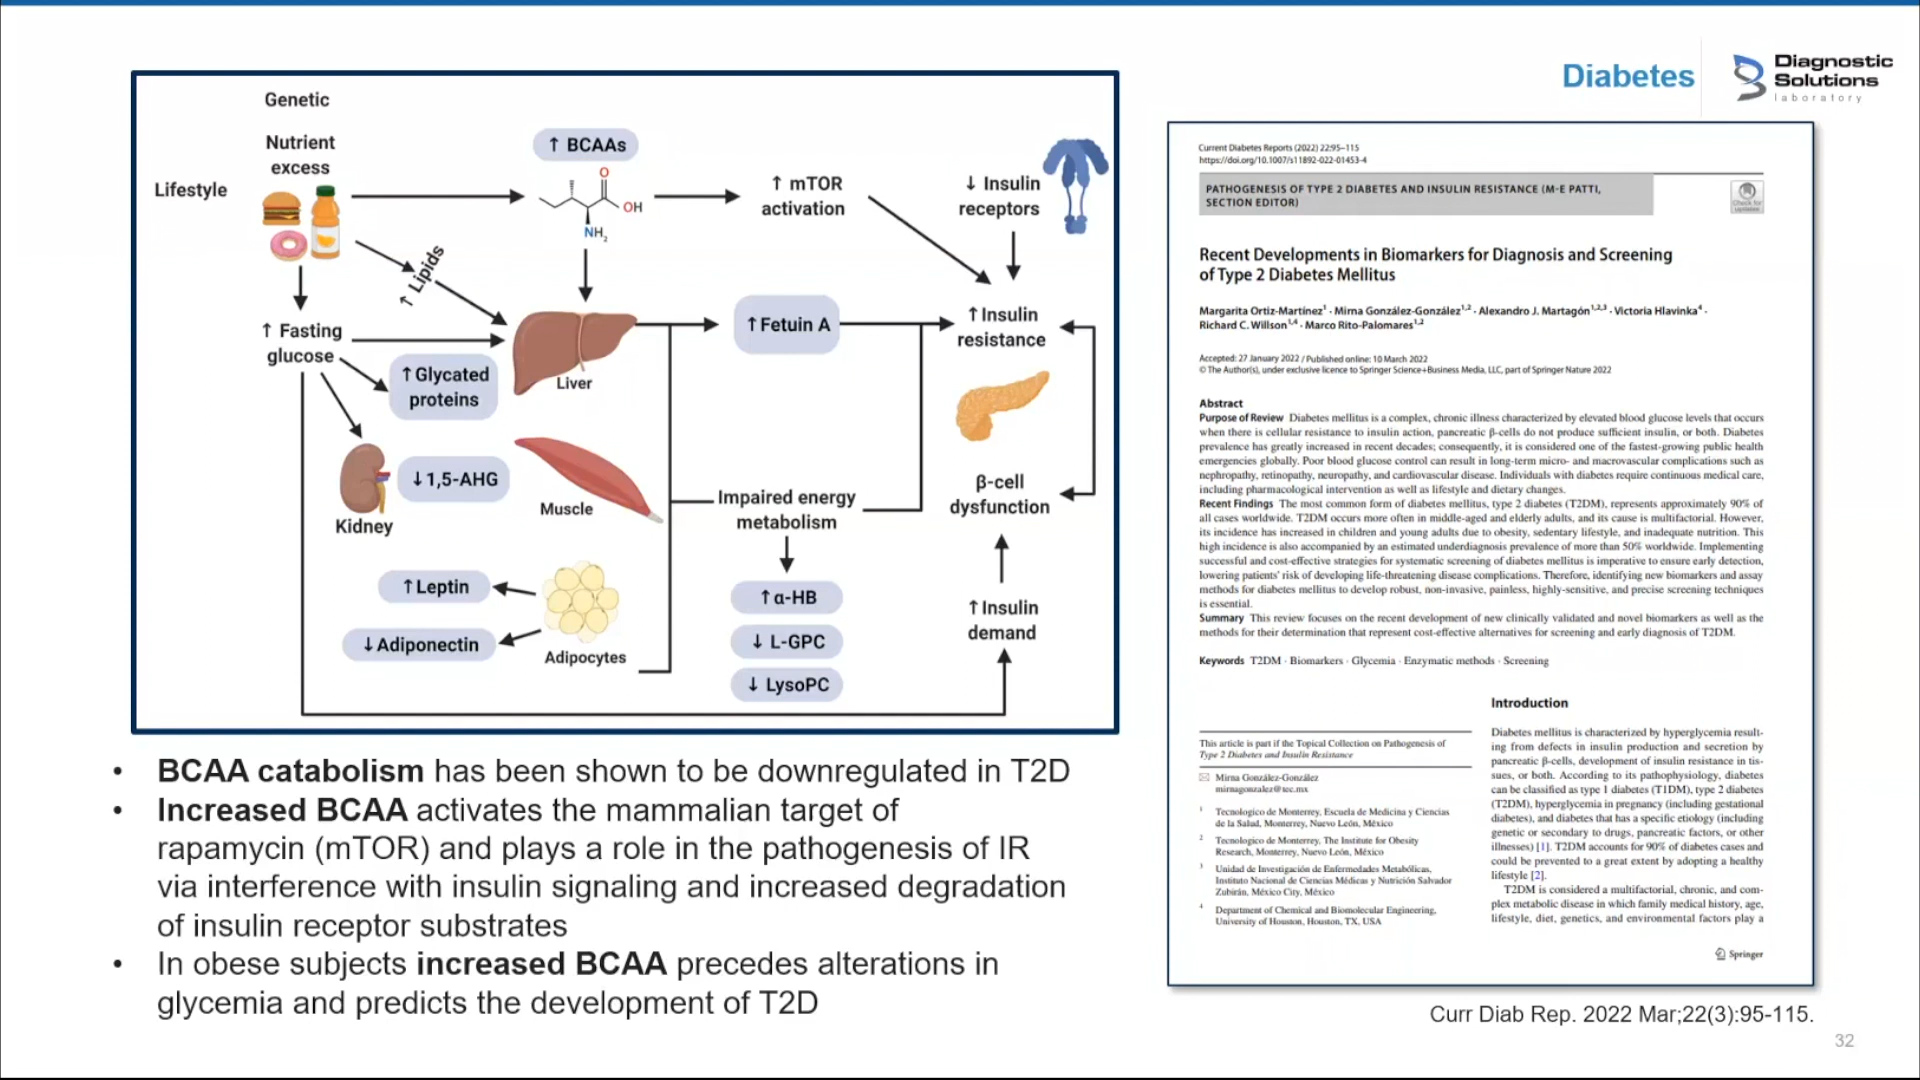 Diabetes
Diagnostic
Solutions
laboratory
Genetic
Nutrient
excess
Lifestyle
↑ BCAAs
O
OH
NH2
↑ mTOR
activation
↓ Insulin
receptors
↑ Lipids
↑ Fasting
glucose
↑ Glycated
proteins
Liver
↑ Fetuin A
↑ Insulin
resistance
↓ 1,5-AHG
Kidney
Muscle
Impaired energy
metabolism
β-cell
dysfunction
↑ Leptin
↓ Adiponectin
Adipocytes
↑ α-HB
↓ L-GPC
↓ LysoPC
↑ Insulin
demand
• BCAA catabolism has been shown to be downregulated in T2D
• Increased BCAA activates the mammalian target of
rapamycin (mTOR) and plays a role in the pathogenesis of IR
via interference with insulin signaling and increased degradation
of insulin receptor substrates
• In obese subjects increased BCAA precedes alterations in
glycemia and predicts the development of T2D
Current Diabetes Reports (2022) 22:95–115
https://doi.org/10.1007/s11892-022-01453-4
PATHOGENESIS OF TYPE 2 DIABETES AND INSULIN RESISTANCE (M-E PATTI,
SECTION EDITOR)
Check for
updates
Recent Developments in Biomarkers for Diagnosis and Screening
of Type 2 Diabetes Mellitus
Margarita Ortiz-Martínez1 · Mirna González-González1,2 · Alexandro J. Martagón1,2,3 · Victoria Hlavinka4 ·
Richard C. Willson1,4 · Marco Rito-Palomares1,2
Accepted: 27 January 2022 / Published online: 10 March 2022
© The Author(s), under exclusive licence to Springer Science+Business Media, LLC, part of Springer Nature 2022
Abstract
Purpose of Review Diabetes mellitus is a complex, chronic illness characterized by elevated blood glucose levels that occurs
when there is cellular resistance to insulin action, pancreatic β-cells do not produce sufficient insulin, or both. Diabetes
prevalence has greatly increased in recent decades; consequently, it is considered one of the fastest-growing public health
emergencies globally. Poor blood glucose control can result in long-term micro- and macrovascular complications such as
nephropathy, retinopathy, neuropathy, and cardiovascular disease. Individuals with diabetes require continuous medical care,
including pharmacological intervention as well as lifestyle and dietary changes.
Recent Findings The most common form of diabetes mellitus, type 2 diabetes (T2DM), represents approximately 90% of
all cases worldwide. T2DM occurs more often in middle-aged and elderly adults, and its cause is multifactorial. However,
its incidence has increased in children and young adults due to obesity, sedentary lifestyle, and inadequate nutrition. This
high incidence is also accompanied by an estimated underdiagnosis prevalence of more than 50% worldwide. Implementing
successful and cost-effective strategies for systematic screening of diabetes mellitus is imperative to ensure early detection,
lowering patients' risk of developing life-threatening disease complications. Therefore, identifying new biomarkers and assay
methods for diabetes mellitus to develop robust, non-invasive, painless, highly-sensitive, and precise screening techniques
is essential.
Summary This review focuses on the recent development of new clinically validated and novel biomarkers as well as the
methods for their determination that represent cost-effective alternatives for screening and early diagnosis of T2DM.
Keywords T2DM · Biomarkers · Glycemia · Enzymatic methods · Screening
This article is part if the Topical Collection on Pathogenesis of
Type 2 Diabetes and Insulin Resistance
Mirna González-González
mirnagonzalez@tec.mx
1 Tecnologico de Monterrey, Escuela de Medicina y Ciencias
de la Salud, Monterrey, Nuevo León, México
2 Tecnologico de Monterrey, The Institute for Obesity
Research, Monterrey, Nuevo León, México
3 Unidad de Investigación de Enfermedades Metabólicas,
Instituto Nacional de Ciencias Médicas y Nutrición Salvador
Zubirán, México City, México
4 Department of Chemical and Biomolecular Engineering,
University of Houston, Houston, TX, USA
Introduction
Diabetes mellitus is characterized by hyperglycemia result-
ing from defects in insulin production and secretion by
pancreatic β-cells, development of insulin resistance in tis-
sues, or both. According to its pathophysiology, diabetes
can be classified as type 1 diabetes (T1DM), type 2 diabetes
(T2DM), hyperglycemia in pregnancy (including gestational
diabetes), and diabetes that has a specific etiology (including
genetic or secondary to drugs, pancreatic factors, or other
illnesses) [1]. T2DM accounts for 90% of diabetes cases and
could be prevented to a great extent by adopting a healthy
lifestyle [2].
T2DM is considered a multifactorial, chronic, and com-
plex metabolic disease in which family medical history, age,
lifestyle, diet, genetics, and environmental factors play a
Springer
Curr Diab Rep. 2022 Mar;22(3):95-115.
32